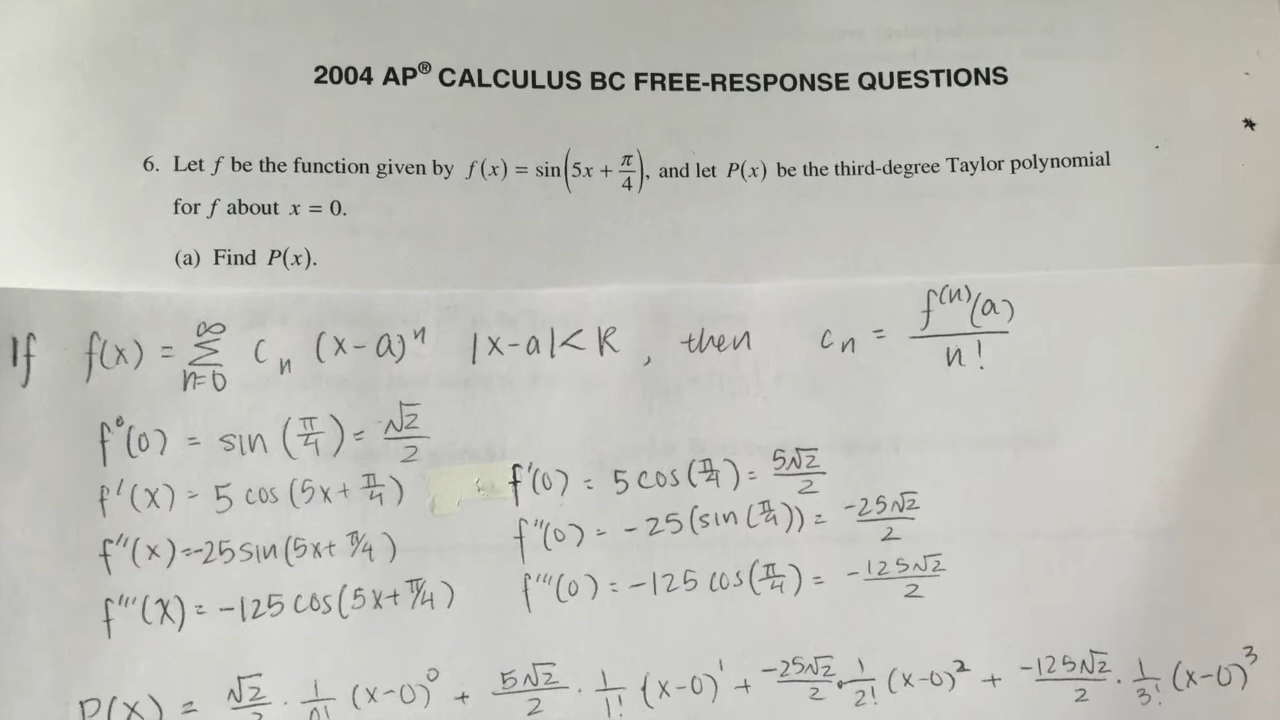 2004 AP® CALCULUS BC FREE-RESPONSE QUESTIONS
*
6. Let f be the function given by f(x) = sin(5x + π/4), and let P(x) be the third-degree Taylor polynomial
for f about x = 0.
(a) Find P(x).
If f(x) = ∑_{n=0}^{∞} C_n (x-a)^n |x-a|<R, then c_n = f^{(n)}(a)/n!
f°(0) = sin(π/4) = √2/2
f'(x) = 5 cos(5x+π/4) f'(0) = 5 cos(π/4) = 5√2/2
f''(x) = -25 sin(5x+π/4) f''(0) = -25(sin(π/4)) = -25√2/2
f'''(x) = -125 cos(5x+π/4) f'''(0) = -125 cos(π/4) = -125√2/2
P(x) = √2/2 · 1/0! (x-0)^0 + 5√2/2 · 1/1! (x-0)^1 + -25√2/2 · 1/2! (x-0)^2 + -125√2/2 · 1/3! (x-0)^3